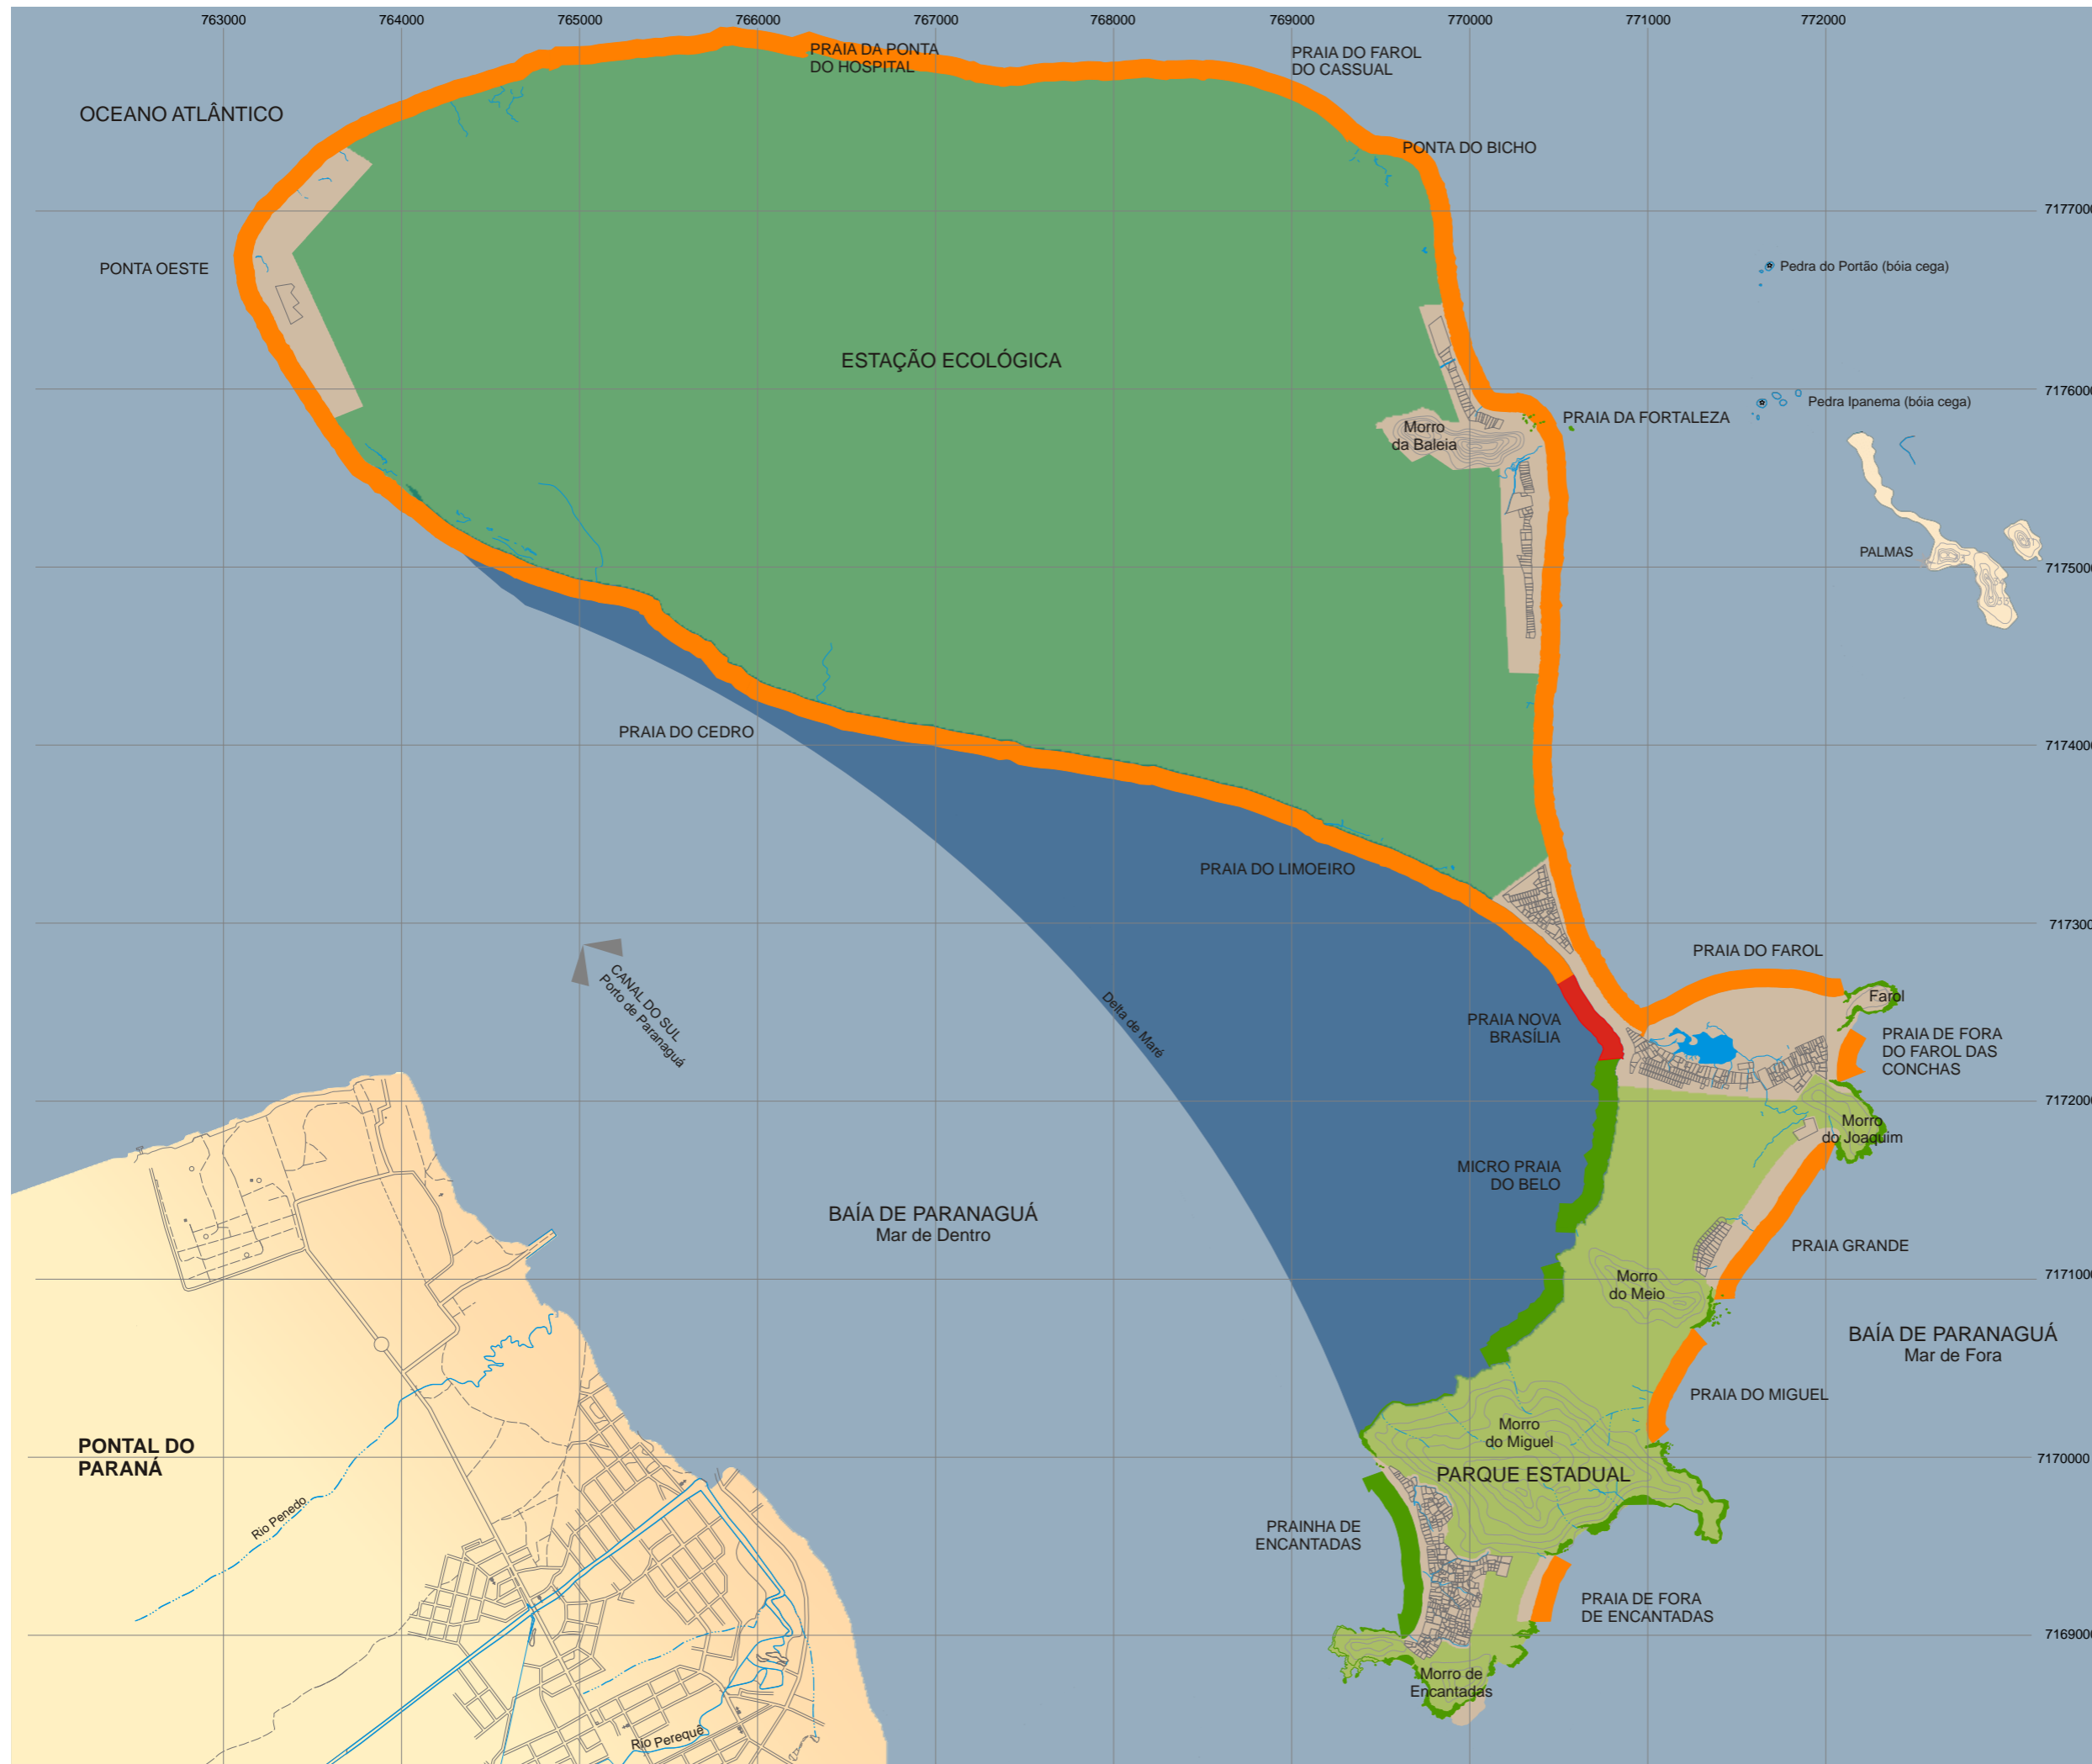 763000
764000
765000
766000
767000
768000
769000
770000
771000
772000
PRAIA DA PONTA
DO HOSPITAL
PRAIA DO FAROL
DO CASSUAL
OCEANO ATLÂNTICO
PONTA DO BICHO
7177000
PONTA OESTE
Pedra do Portão (bóia cega)
ESTAÇÃO ECOLÓGICA
7176000
Pedra Ipanema (bóia cega)
PRAIA DA FORTALEZA
Morro
da Baleia
PALMAS
7175000
PRAIA DO CEDRO
7174000
PRAIA DO LIMOEIRO
7173000
PRAIA DO FAROL
CANAL DO SUL
Porto de Paranaguá
Delta de Maré
Farol
PRAIA NOVA
BRASÍLIA
PRAIA DE FORA
DO FAROL DAS
CONCHAS
7172000
Morro
do Joaquim
MICRO PRAIA
DO BELO
BAÍA DE PARANAGUÁ
Mar de Dentro
PRAIA GRANDE
Morro
do Meio
7171000
BAÍA DE PARANAGUÁ
Mar de Fora
PRAIA DO MIGUEL
Morro
do Miguel
PONTAL DO
PARANÁ
7170000
PARQUE ESTADUAL
Rio Penedo
PRAINHA DE
ENCANTADAS
PRAIA DE FORA
DE ENCANTADAS
7169000
Morro de
Encantadas
Rio Perequê